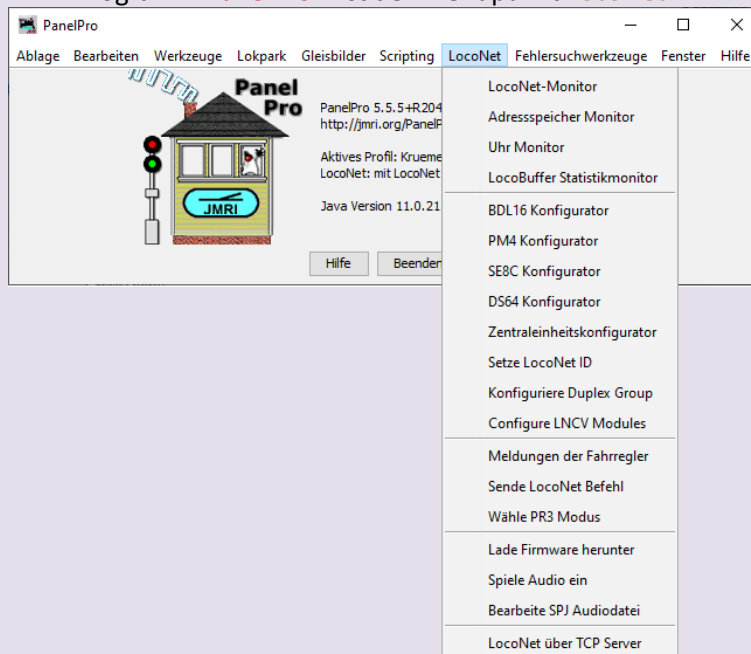 PanelPro
Ablage Bearbeiten Werkzeuge Lokpark Gleisbilder Scripting LocoNet Fehlersuchwerkzeuge Fenster Hilfe
Panel
Pro
JMRI
PanelPro 5.5.5+R204
http://jmri.org/PanelP
Aktives Profil: Krueme
LocoNet: mit LocoNet
Java Version 11.0.21
Hilfe Beenden
LocoNet-Monitor
Adressspeicher Monitor
Uhr Monitor
LocoBuffer Statistikmonitor
BDL16 Konfigurator
PM4 Konfigurator
SE8C Konfigurator
DS64 Konfigurator
Zentraleinheitskonfigurator
Setze LocoNet ID
Konfiguriere Duplex Group
Configure LNCV Modules
Meldungen der Fahrregler
Sende LocoNet Befehl
Wähle PR3 Modus
Lade Firmware herunter
Spiele Audio ein
Bearbeite SPJ Audiodatei
LocoNet über TCP Server